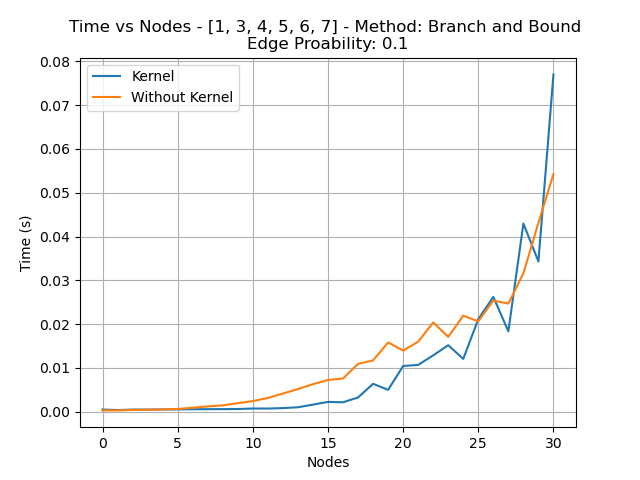 Time vs Nodes - [1, 3, 4, 5, 6, 7] - Method: Branch and Bound
Edge Proability: 0.1
Kernel
Without Kernel
0.08
0.07
0.06
0.05
0.04
0.03
0.02
0.01
0.00
Time (s)
0 5 10 15 20 25 30
Nodes